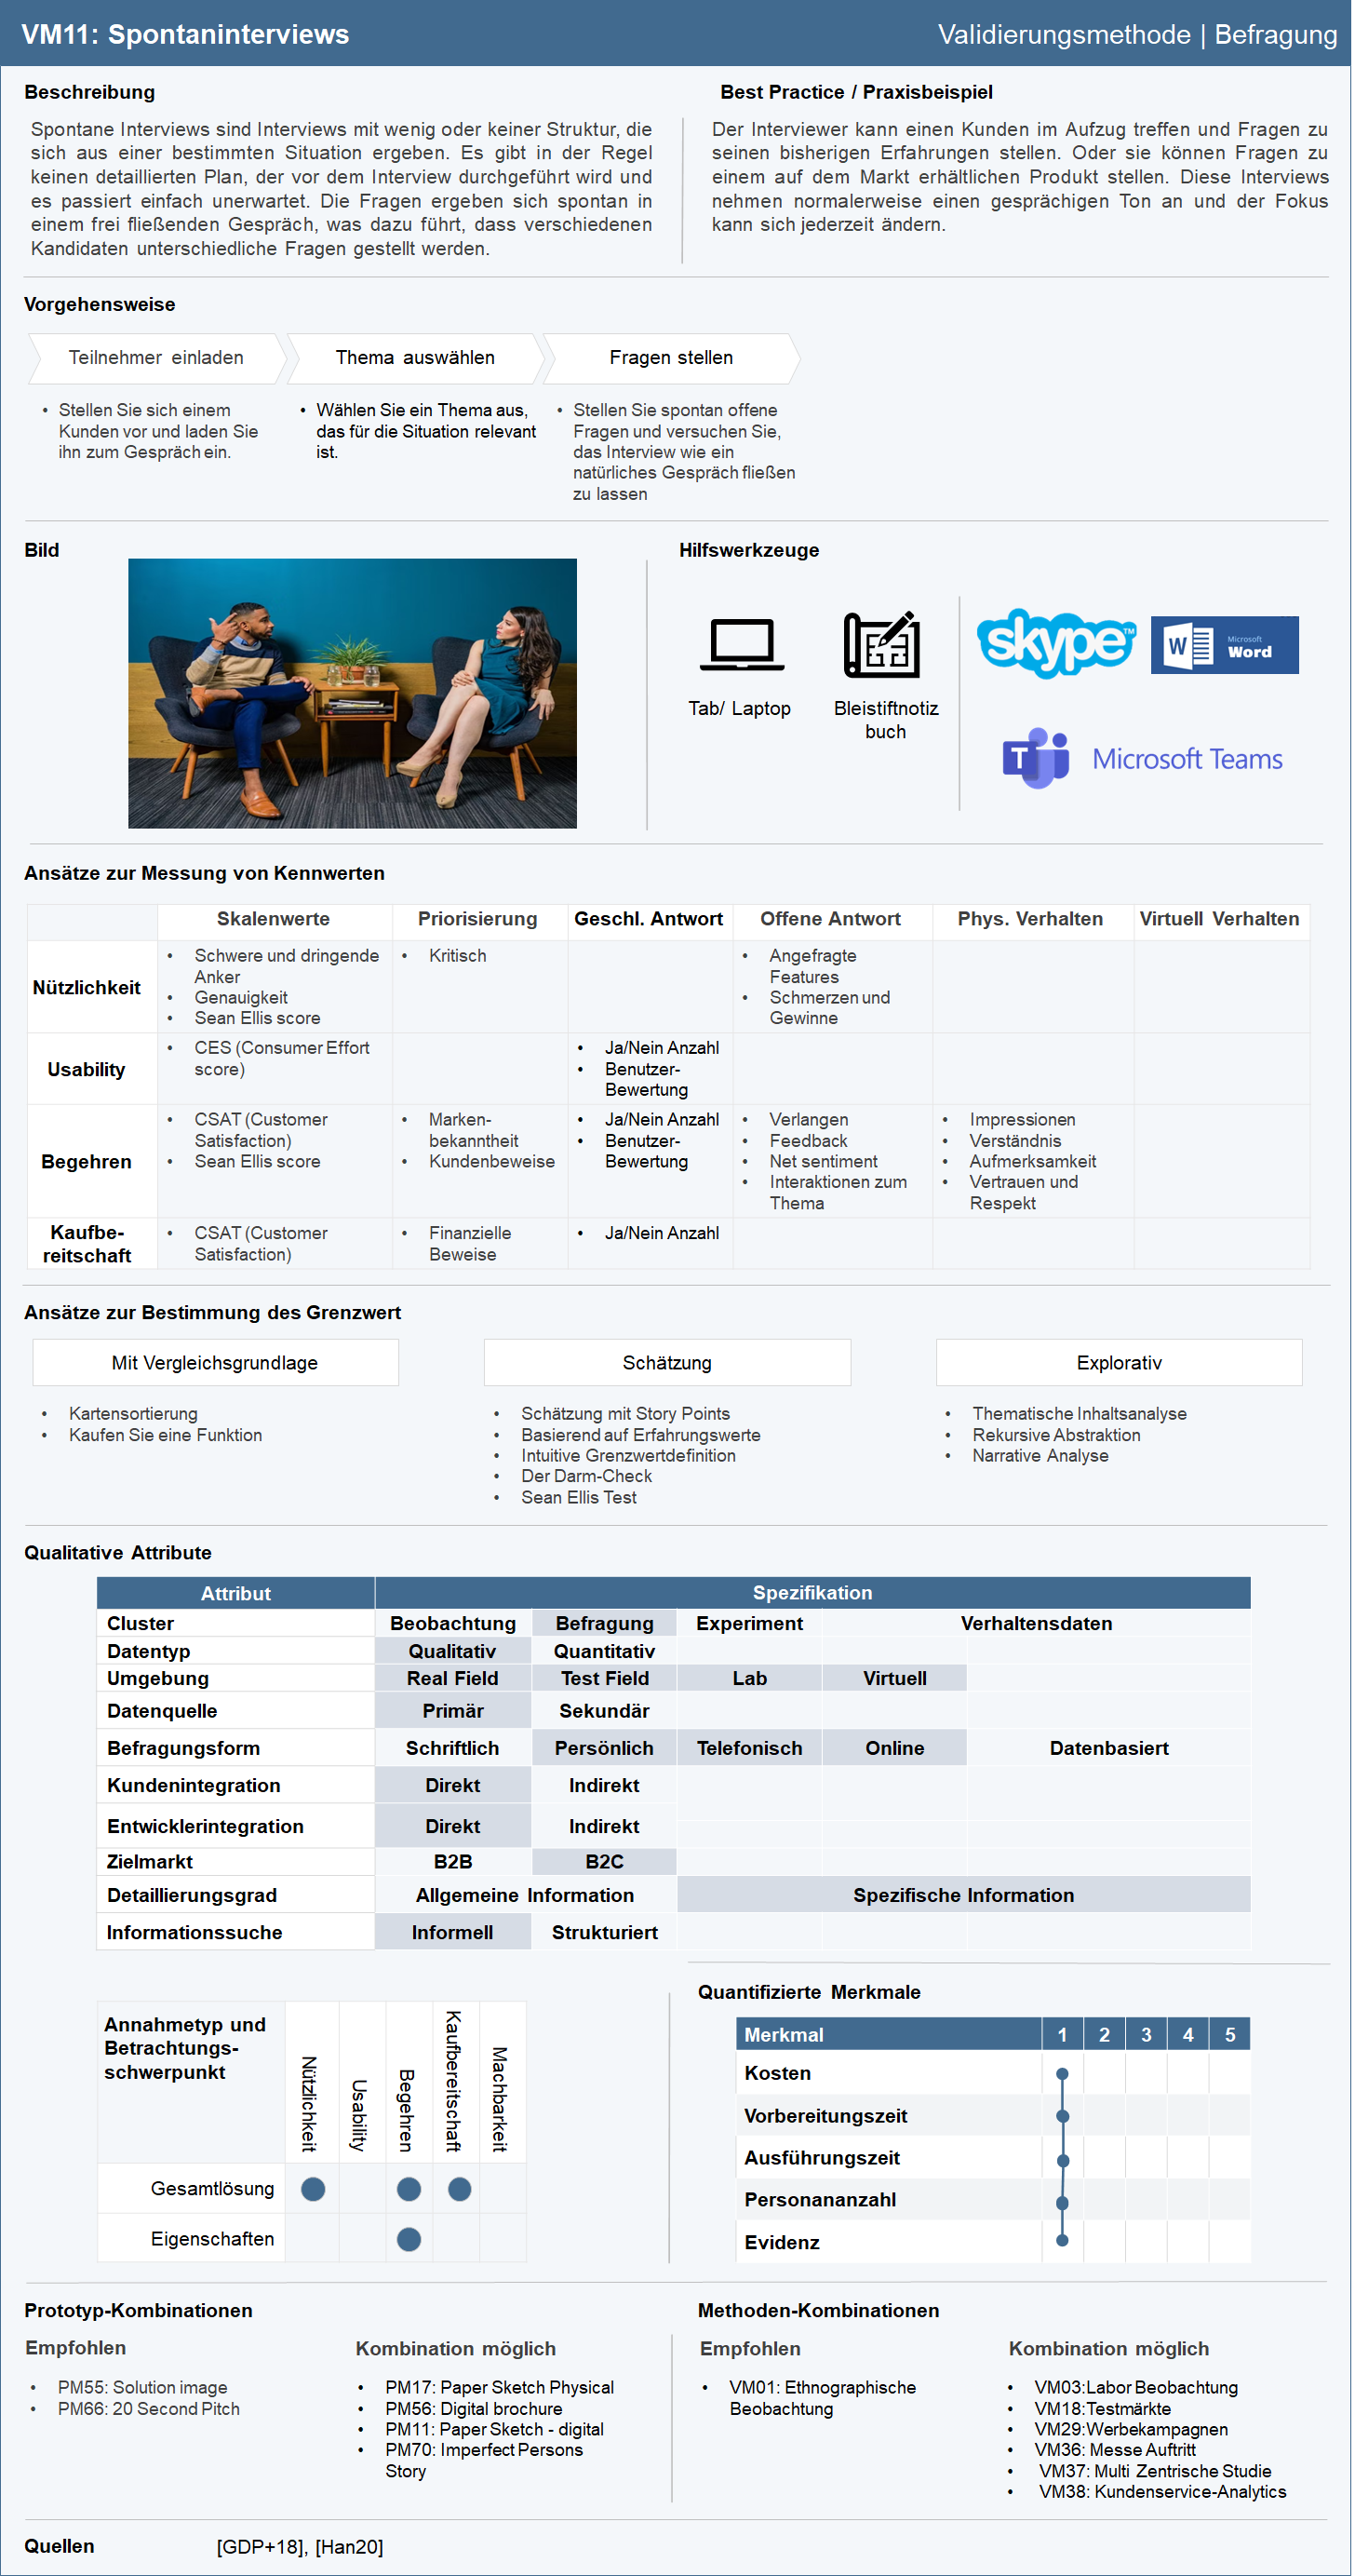 VM11: Spontaninterviews
Validierungsmethode | Befragung
Beschreibung
Spontane Interviews sind Interviews mit wenig oder keiner Struktur, die
sich aus einer bestimmten Situation ergeben. Es gibt in der Regel
keinen detaillierten Plan, der vor dem Interview durchgeführt wird und
es passiert einfach unerwartet. Die Fragen ergeben sich spontan in
einem frei fließenden Gespräch, was dazu führt, dass verschiedenen
Kandidaten unterschiedliche Fragen gestellt werden.
Best Practice / Praxisbeispiel
Der Interviewer kann einen Kunden im Aufzug treffen und Fragen zu
seinen bisherigen Erfahrungen stellen. Oder sie können Fragen zu
einem auf dem Markt erhältlichen Produkt stellen. Diese Interviews
nehmen normalerweise einen gesprächigen Ton an und der Fokus
kann sich jederzeit ändern.
Vorgehensweise
Teilnehmer einladen
• Stellen Sie sich einem
Kunden vor und laden Sie
ihn zum Gespräch ein.
Thema auswählen
• Wählen Sie ein Thema aus,
das für die Situation relevant
ist.
Fragen stellen
• Stellen Sie spontan offene
Fragen und versuchen Sie,
das Interview wie ein
natürliches Gespräch fließen
zu lassen
Bild
Hilfswerkzeuge
Tab/ Laptop
Bleistiftnotiz
buch
skype™
W Microsoft
Word
T Microsoft Teams
Ansätze zur Messung von Kennwerten
Skalenwerte Priorisierung Geschl. Antwort Offene Antwort Phys. Verhalten Virtuell Verhalten
Nützlichkeit
• Schwere und dringende
Anker
• Genauigkeit
• Sean Ellis score
• Kritisch
• Angefragte
Features
• Schmerzen und
Gewinne
Usability
• CES (Consumer Effort
score)
• Ja/Nein Anzahl
• Benutzer-
Bewertung
Begehren
• CSAT (Customer
Satisfaction)
• Sean Ellis score
• Marken-
bekanntheit
• Kundenbeweise
• Ja/Nein Anzahl
• Benutzer-
Bewertung
• Verlangen
• Feedback
• Net sentiment
• Interaktionen zum
Thema
• Impressionen
• Verständnis
• Aufmerksamkeit
• Vertrauen und
Respekt
Kaufbe-
reitschaft
• CSAT (Customer
Satisfaction)
• Finanzielle
Beweise
• Ja/Nein Anzahl
Ansätze zur Bestimmung des Grenzwert
Mit Vergleichsgrundlage
• Kartensortierung
• Kaufen Sie eine Funktion
Schätzung
• Schätzung mit Story Points
• Basierend auf Erfahrungswerte
• Intuitive Grenzwertdefinition
• Der Darm-Check
• Sean Ellis Test
Explorativ
• Thematische Inhaltsanalyse
• Rekursive Abstraktion
• Narrative Analyse
Qualitative Attribute
Attribut Spezifikation
Cluster Beobachtung Befragung Experiment Verhaltensdaten
Datentyp Qualitativ Quantitativ
Umgebung Real Field Test Field Lab Virtuell
Datenquelle Primär Sekundär
Befragungsform Schriftlich Persönlich Telefonisch Online Datenbasiert
Kundenintegration Direkt Indirekt
Entwicklerintegration Direkt Indirekt
Zielmarkt B2B B2C
Detaillierungsgrad Allgemeine Information Spezifische Information
Informationssuche Informell Strukturiert
Annahmetyp und
Betrachtungs-
schwerpunkt
Nützlichkeit
Usability
Begehren
Kaufbereitschaft
Machbarkeit
Gesamtlösung
Eigenschaften
Quantifizierte Merkmale
Merkmal 1 2 3 4 5
Kosten
Vorbereitungszeit
Ausführungszeit
Personananzahl
Evidenz
Prototyp-Kombinationen
Empfohlen
• PM55: Solution image
• PM66: 20 Second Pitch
Kombination möglich
• PM17: Paper Sketch Physical
• PM56: Digital brochure
• PM11: Paper Sketch - digital
• PM70: Imperfect Persons
Story
Methoden-Kombinationen
Empfohlen
• VM01: Ethnographische
Beobachtung
Kombination möglich
• VM03:Labor Beobachtung
• VM18:Testmärkte
• VM29:Werbekampagnen
• VM36: Messe Auftritt
• VM37: Multi Zentrische Studie
• VM38: Kundenservice-Analytics
Quellen
[GDP+18], [Han20]